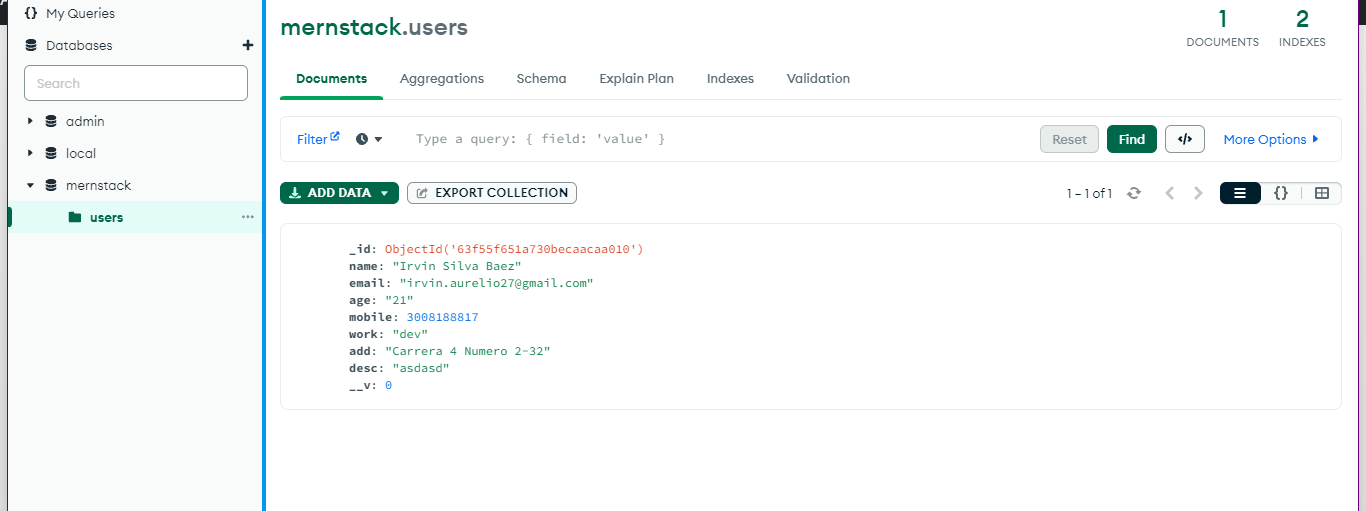 My Queries
Databases
Search
admin
local
mernstack
users
mernstack.users
1
DOCUMENTS
2
INDEXES
Documents Aggregations Schema Explain Plan Indexes Validation
Filter Type a query: { field: 'value' } Reset Find </> More Options
ADD DATA EXPORT COLLECTION 1 – 1 of 1 {}
_id: ObjectId('63f55f651a730becaacaa010')
name: "Irvin Silva Baez"
email: "irvin.aurelio27@gmail.com"
age: "21"
mobile: 3008188817
work: "dev"
add: "Carrera 4 Numero 2-32"
desc: "asdasd"
__v: 0